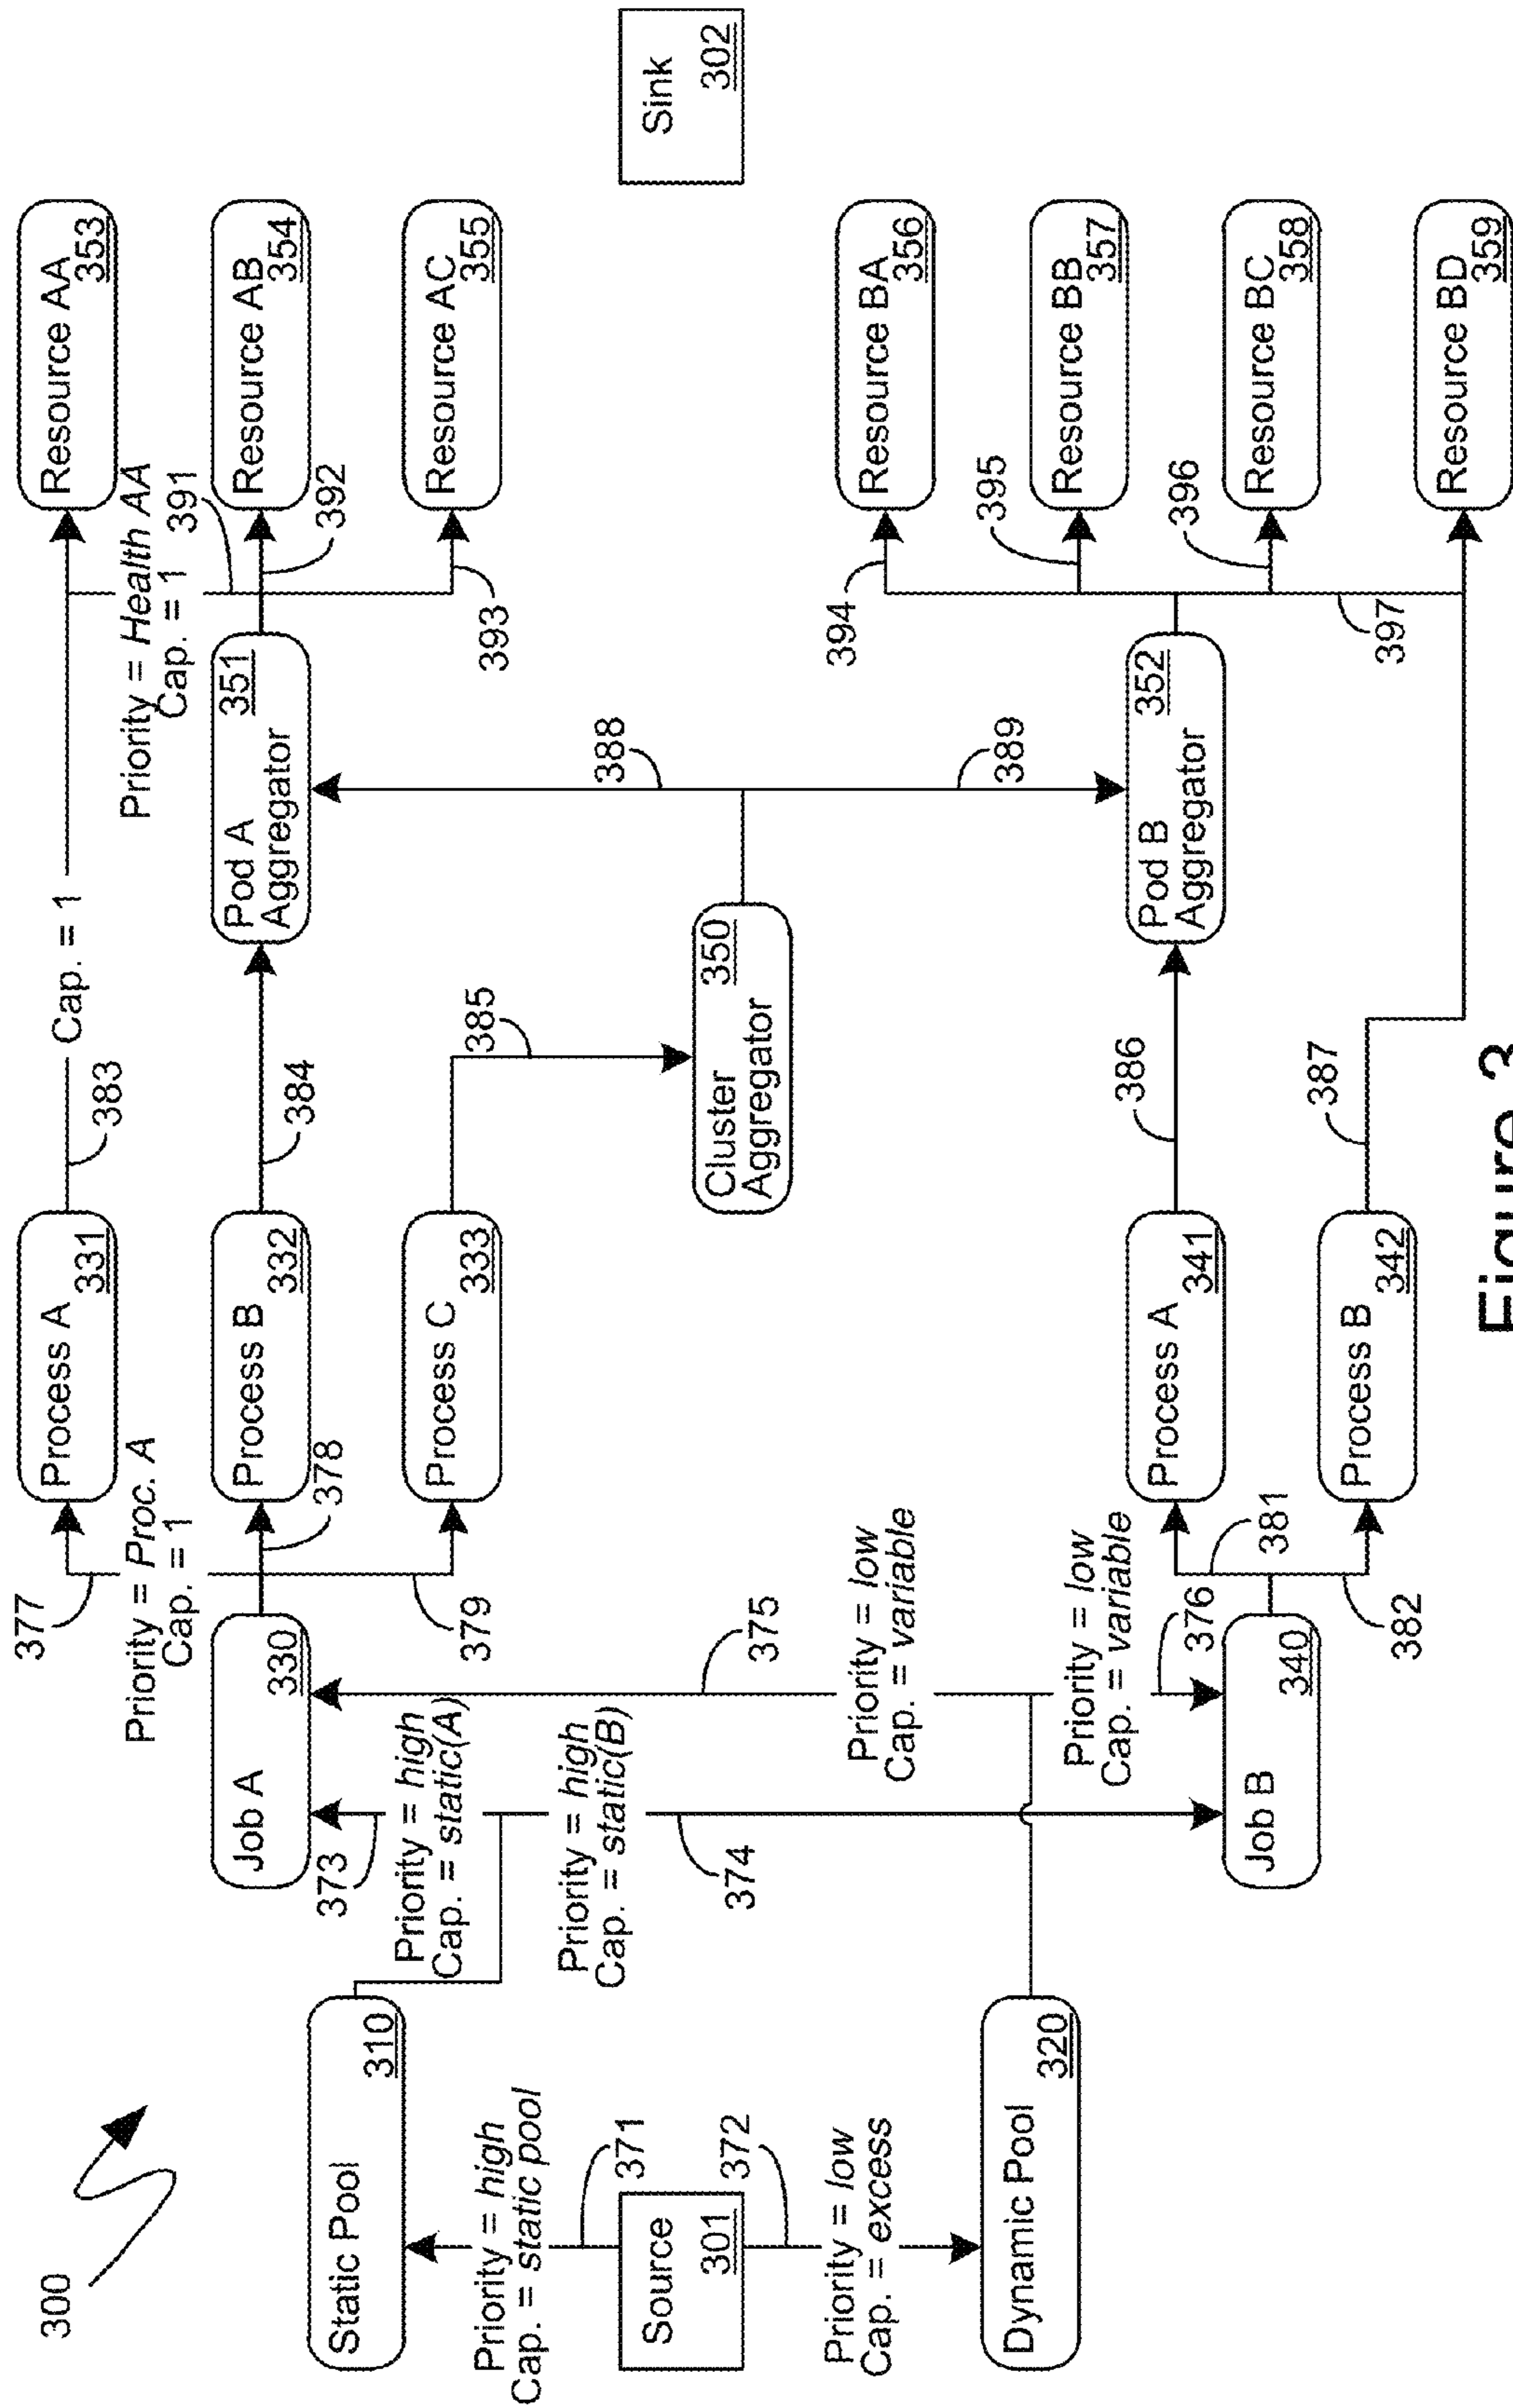 300
Static Pool
310
Priority = high
Cap. = static pool
371
Source
301
372
Priority = low
Cap. = excess
Dynamic Pool
320
Job A
330
373
Priority = high
Cap. = static(A)
Priority = high
Cap. = static(B)
374
375
Priority = low
Cap. = variable
Priority = low
Cap. = variable
376
Job B
340
377
Priority = Proc. A
Cap. = 1
378
379
381
382
Process A
331
Process B
332
Process C
333
Process A
341
Process B
342
383
Cap. = 1
384
385
386
387
Cluster
Aggregator
350
Pod A
Aggregator
351
388
389
Pod B
Aggregator
352
Priority = Health AA
Cap. = 1
391
392
393
394
395
396
397
Resource AA
353
Resource AB
354
Resource AC
355
Resource BA
356
Resource BB
357
Resource BC
358
Resource BD
359
Sink
302
Figure 3